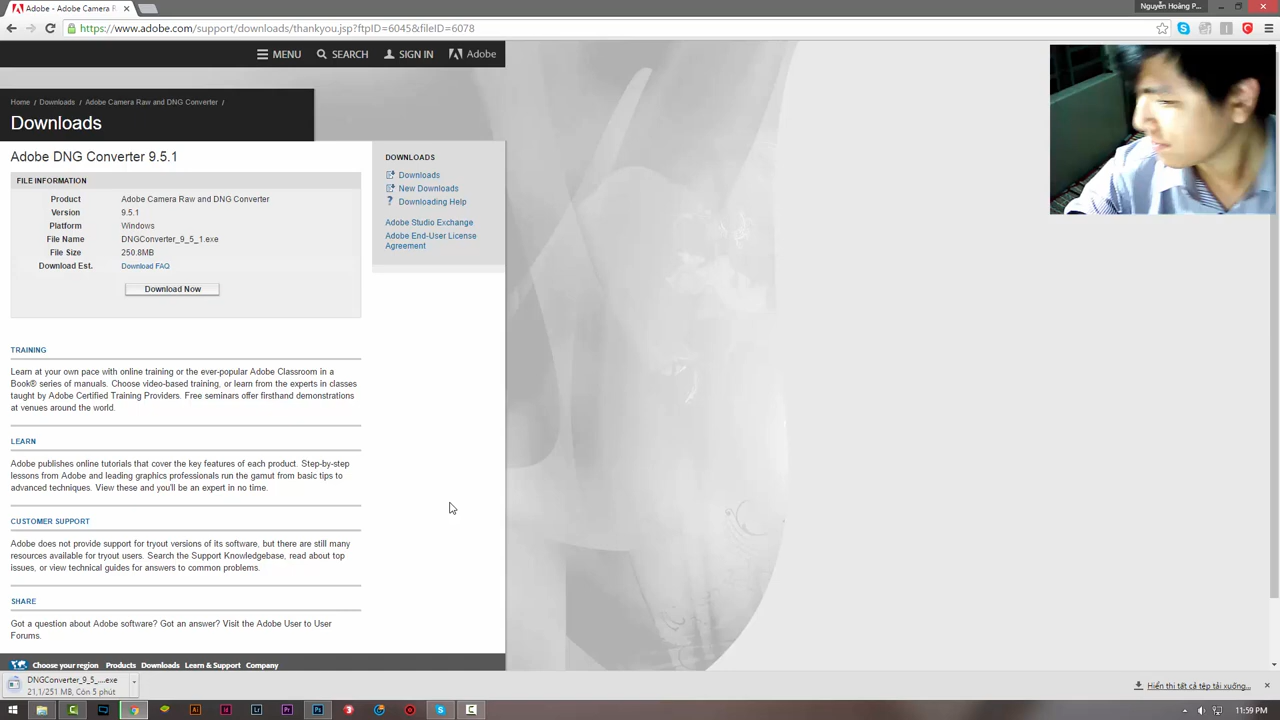 Adobe - Adobe Camera R
Nguyễn Hoàng P...
https://www.adobe.com/support/downloads/thankyou.jsp?ftpID=6045&fileID=6078
MENU SEARCH SIGN IN Adobe
Home / Downloads / Adobe Camera Raw and DNG Converter /
Downloads
Adobe DNG Converter 9.5.1
FILE INFORMATION
Product Adobe Camera Raw and DNG Converter
Version 9.5.1
Platform Windows
File Name DNGConverter_9_5_1.exe
File Size 250.8MB
Download Est. Download FAQ
Download Now
DOWNLOADS
Downloads
New Downloads
? Downloading Help
Adobe Studio Exchange
Adobe End-User License
Agreement
TRAINING
Learn at your own pace with online training or the ever-popular Adobe Classroom in a
Book® series of manuals. Choose video-based training, or learn from the experts in classes
taught by Adobe Certified Training Providers. Free seminars offer firsthand demonstrations
at venues around the world.
LEARN
Adobe publishes online tutorials that cover the key features of each product. Step-by-step
lessons from Adobe and leading graphics professionals run the gamut from basic tips to
advanced techniques. View these and you'll be an expert in no time.
CUSTOMER SUPPORT
Adobe does not provide support for tryout versions of its software, but there are still many
resources available for tryout users. Search the Support Knowledgebase, read about top
issues, or view technical guides for answers to common problems.
SHARE
Got a question about Adobe software? Got an answer? Visit the Adobe User to User
Forums.
Choose your region Products Downloads Learn & Support Company
DNGConverter_9_5_....exe
21,1/251 MB, Còn 5 phút
Hiển thị tất cả tệp tải xuống...
Ai Id Lr Pr Ps
11:59 PM